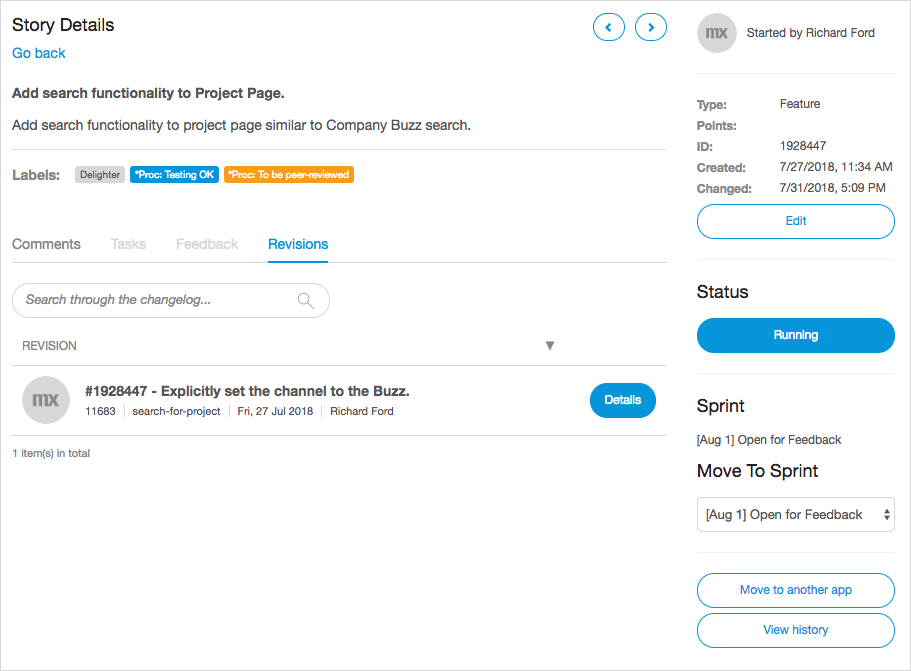 Story Details
Go back
Add search functionality to Project Page.
Add search functionality to project page similar to Company Buzz search.
Labels: Delighter *Proc: Testing OK *Proc: To be peer-reviewed
Comments Tasks Feedback Revisions
Search through the changelog...
REVISION
mx
#1928447 - Explicitly set the channel to the Buzz.
11683 search-for-project Fri, 27 Jul 2018 Richard Ford
Details
1 item(s) in total
mx Started by Richard Ford
Type: Feature
Points:
ID: 1928447
Created: 7/27/2018, 11:34 AM
Changed: 7/31/2018, 5:09 PM
Edit
Status
Running
Sprint
[Aug 1] Open for Feedback
Move To Sprint
[Aug 1] Open for Feedback
Move to another app
View history